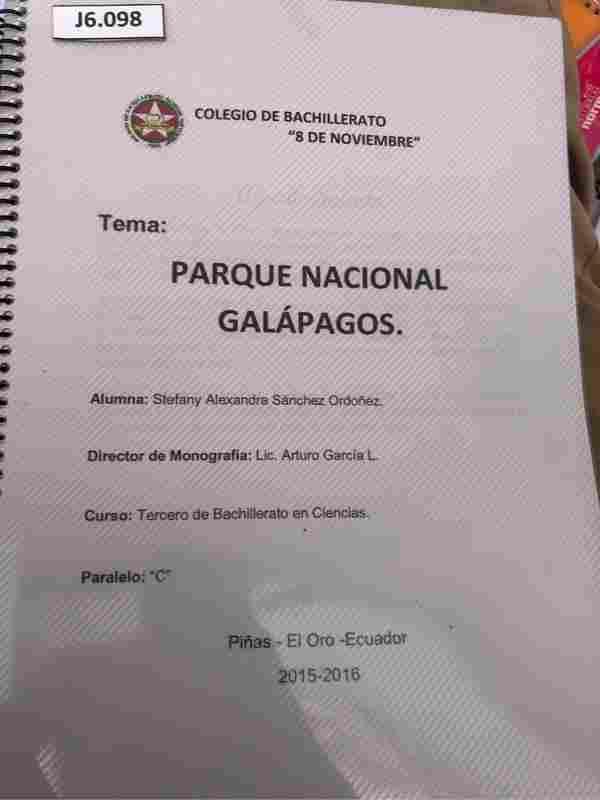 J6.098
COLEGIO DE BACHILLERATO
"8 DE NOVIEMBRE"
Tema:
PARQUE NACIONAL
GALÁPAGOS.
Alumna: Stefany Alexandra Sánchez Ordoñez.
Director de Monografía: Lic. Arturo García L.
Curso: Tercero de Bachillerato en Ciencias.
Paralelo: "C"
Piñas - El Oro -Ecuador
2015-2016
norm